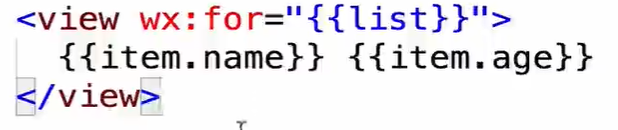 <view wx:for="{{list}}">
{{item.name}} {{item.age}}
</view>